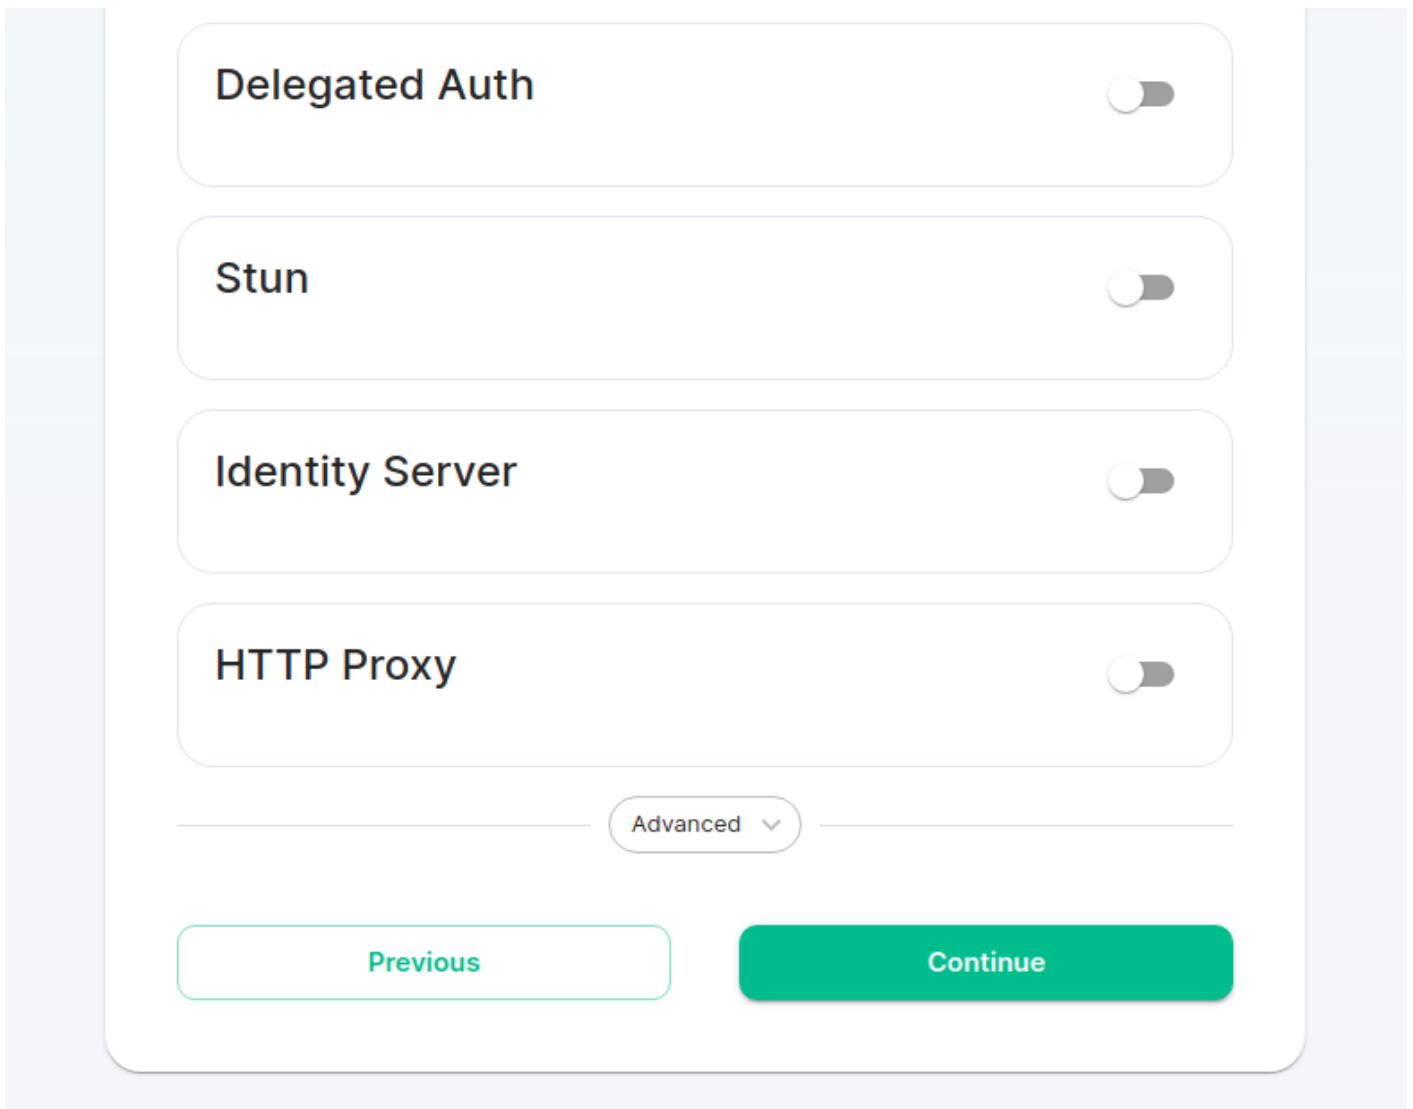 Delegated Auth
Stun
Identity Server
HTTP Proxy
Advanced
Previous
Continue